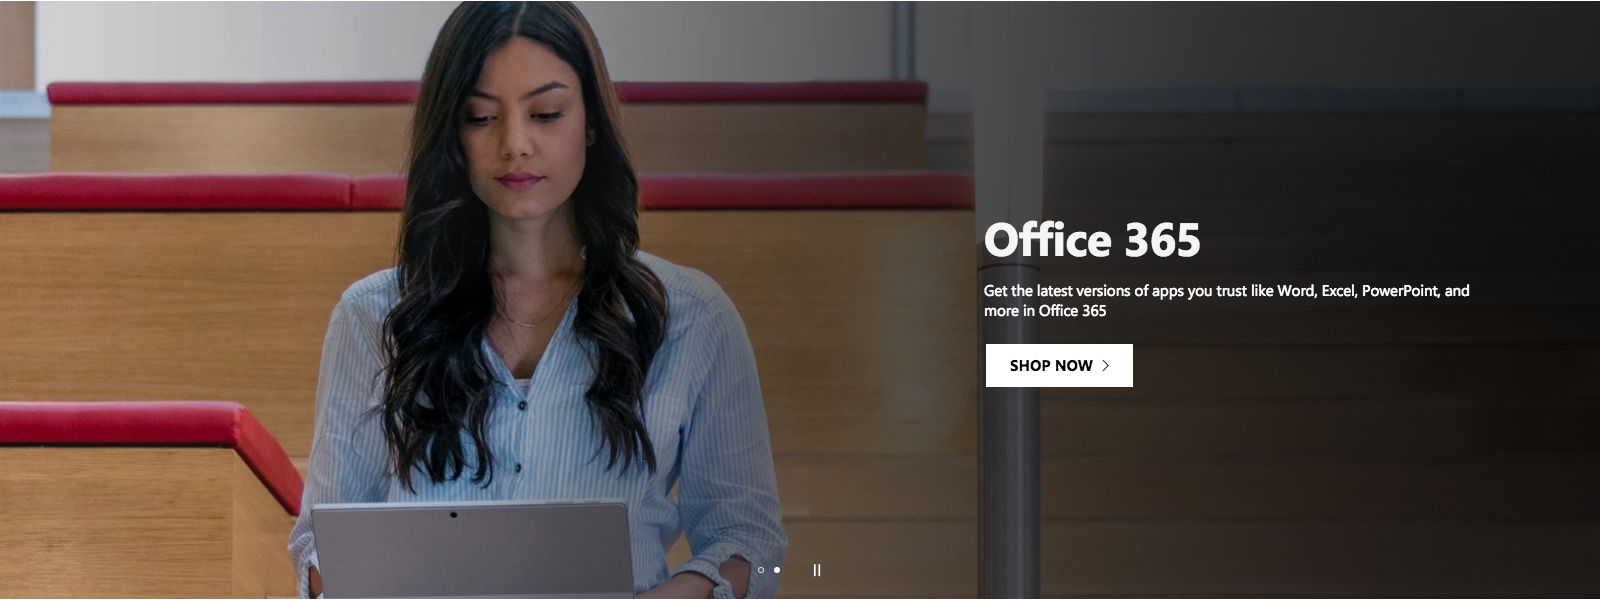 Office 365
Get the latest versions of apps you trust like Word, Excel, PowerPoint, and
more in Office 365
SHOP NOW